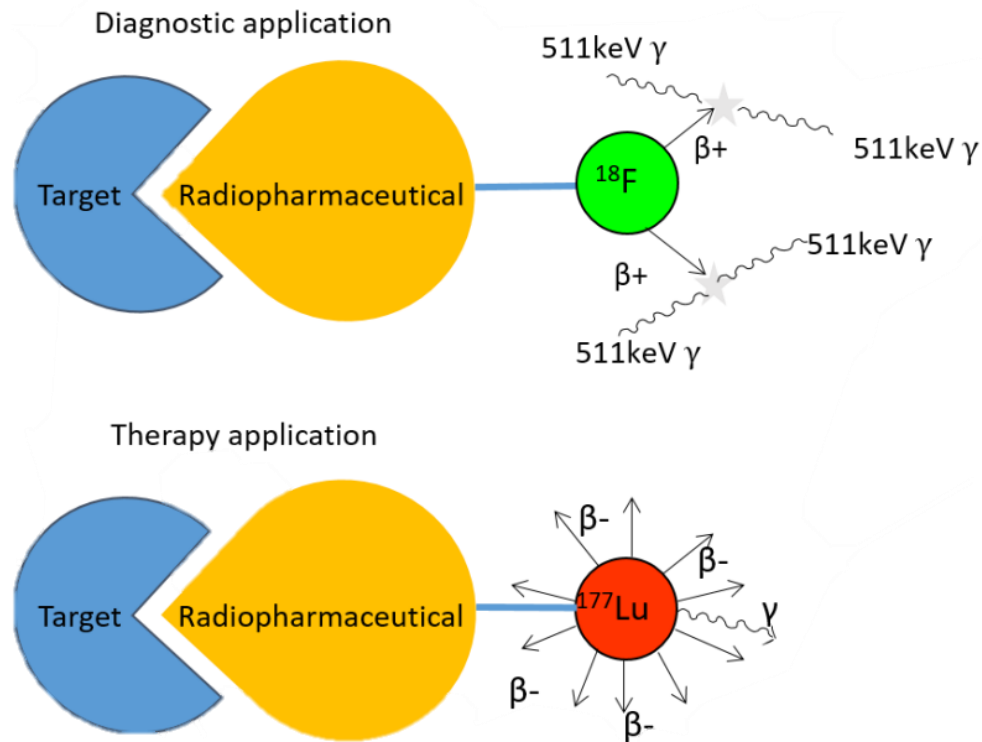 Diagnostic application
511keV γ
511keV γ
β+
¹⁸F
Target
Radiopharmaceutical
511keV γ
β+
511keV γ
Therapy application
β-
β-
¹⁷⁷Lu
γ
Target
Radiopharmaceutical
β-
β-